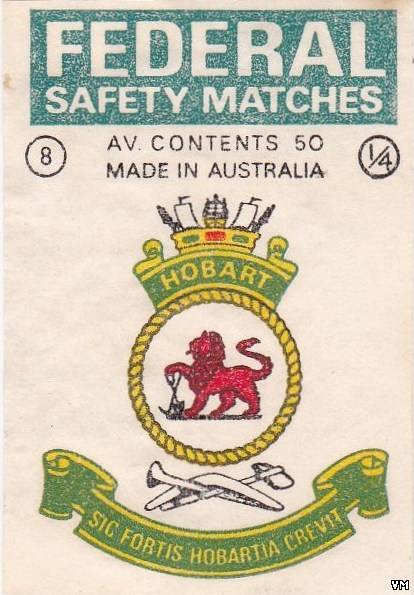 FEDERAL
SAFETY MATCHES
8
AV. CONTENTS 50
MADE IN AUSTRALIA
1/4
HOBART
SIC FORTIS HOBARTIA CREVIT
VM